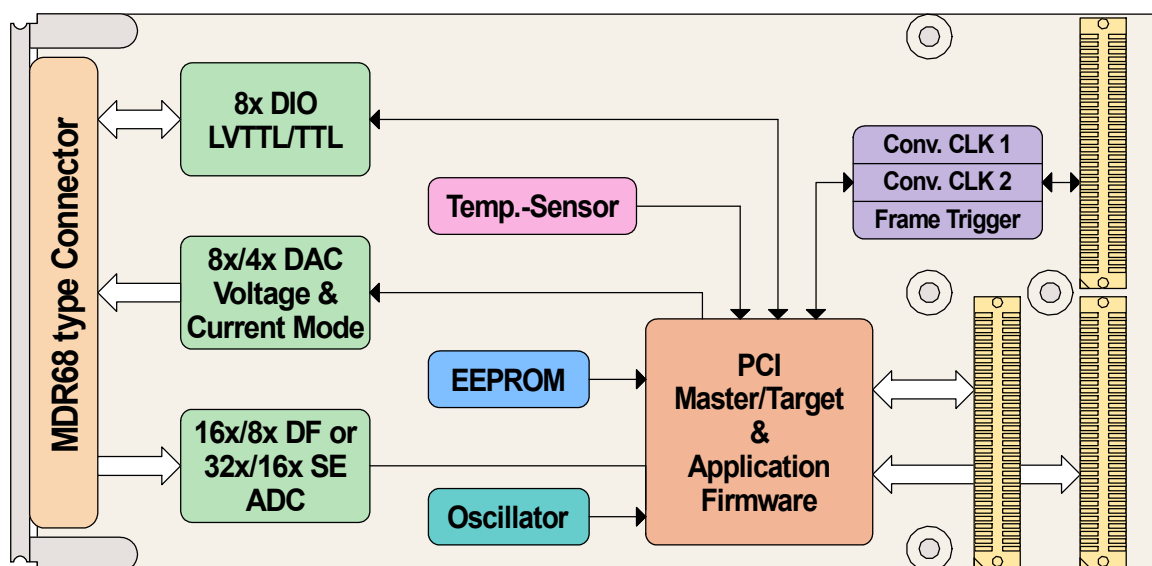 MDR68 type Connector
8x DIO
LVTTL/TTL
Temp.-Sensor
Conv. CLK 1
Conv. CLK 2
Frame Trigger
8x/4x DAC
Voltage &
Current Mode
EEPROM
PCI
Master/Target
&
Application
Firmware
16x/8x DF or
32x/16x SE
ADC
Oscillator